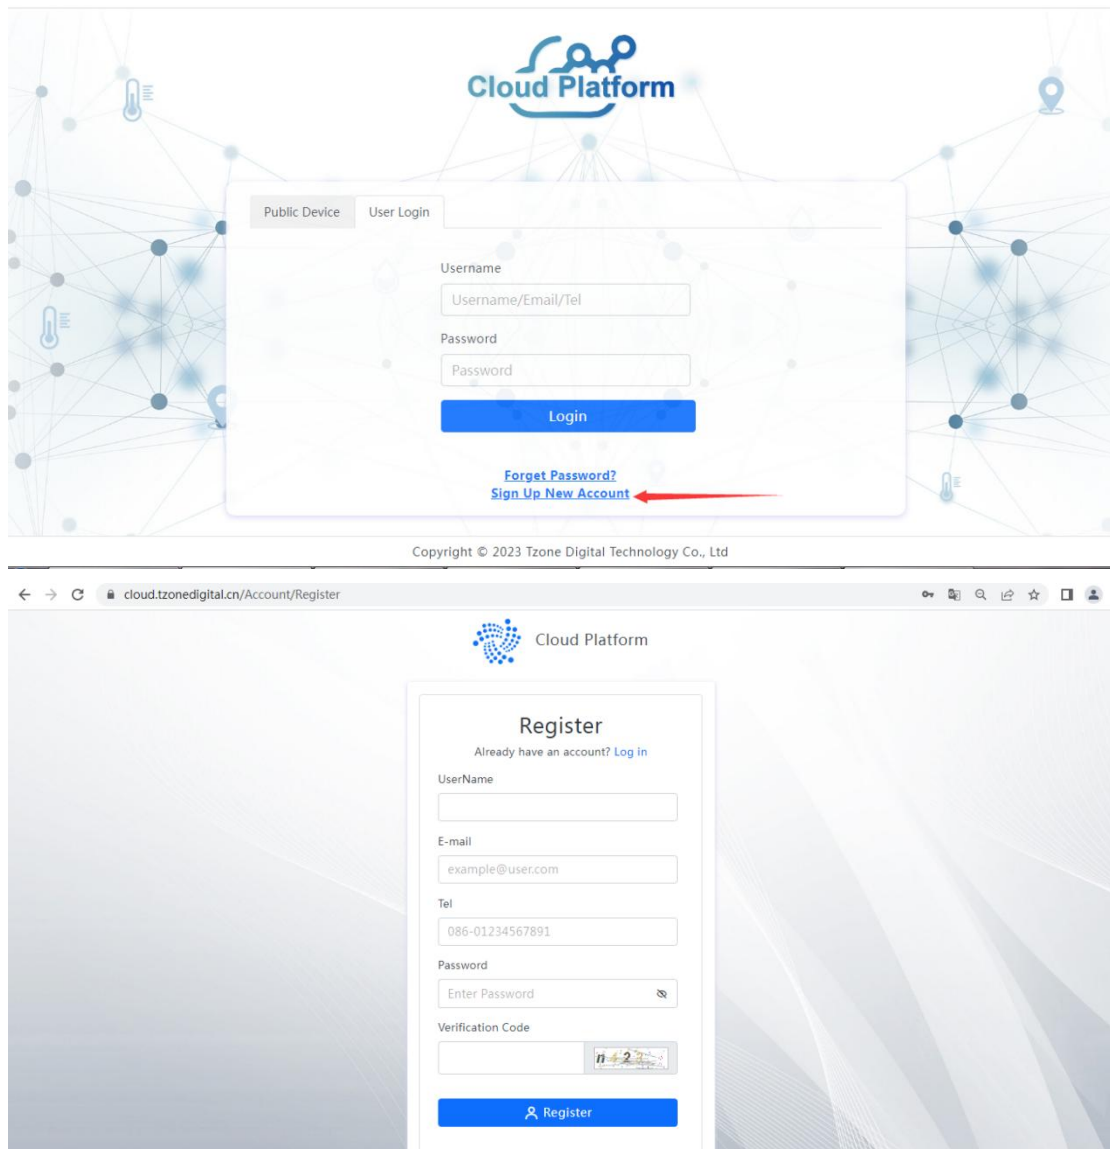 Cloud Platform
Public Device
User Login
Username
Username/Email/Tel
Password
Password
Login
Forget Password?
Sign Up New Account
Copyright © 2023 Tzone Digital Technology Co., Ltd
cloud.tzonedigital.cn/Account/Register
Cloud Platform
Register
Already have an account? Log in
UserName
E-mail
example@user.com
Tel
086-01234567891
Password
Enter Password
Verification Code
Register